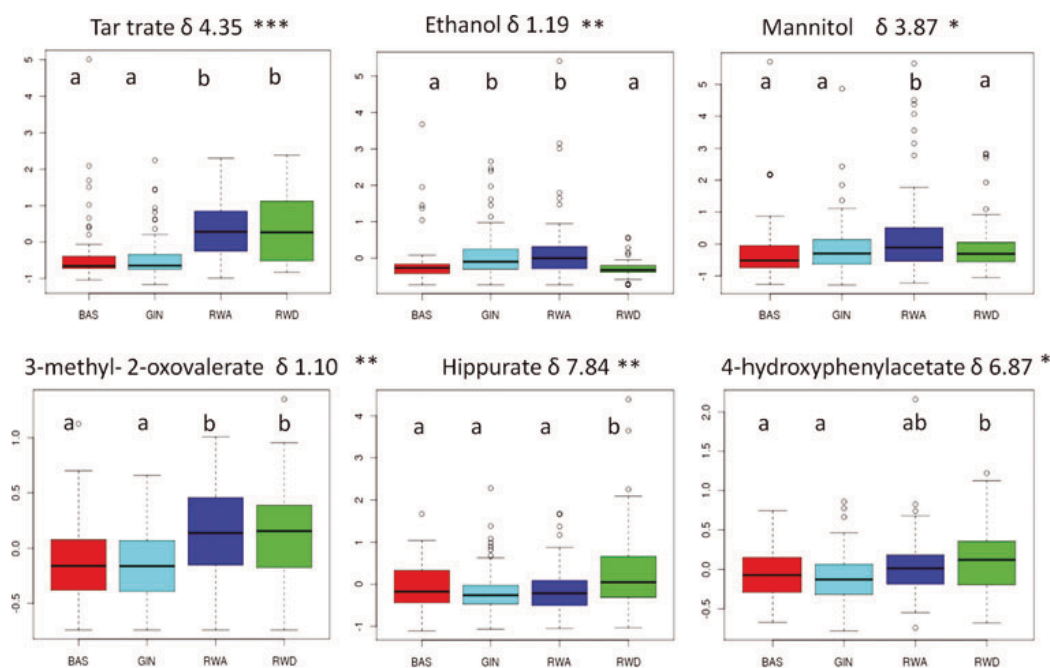 Tar trate δ 4.35 ***
Ethanol δ 1.19 **
Mannitol δ 3.87 *
a a b b
a b b a
a a b a
5
4
3
2
1
0
-1
5
4
3
2
1
0
5
4
3
2
1
0
-1
BAS GIN RWA RWD
BAS GIN RWA RWD
BAS GIN RWA RWD
3-methyl- 2-oxovalerate δ 1.10 **
Hippurate δ 7.84 **
4-hydroxyphenylacetate δ 6.87 *
a a b b
a a a b
a a ab b
1.0
0.5
0.0
-0.5
4
3
2
1
0
-1
2.0
1.5
1.0
0.5
0.0
-0.5
BAS GIN RWA RWD
BAS GIN RWA RWD
BAS GIN RWA RWD